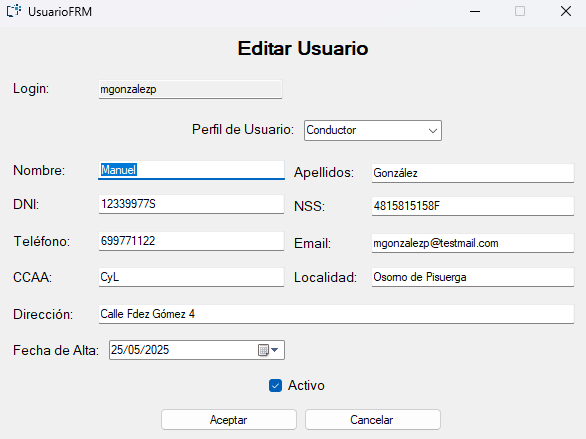 UsuarioFRM
Editar Usuario
Login: mgonzalezp
Perfil de Usuario: Conductor
Nombre: Manuel Apellidos: González
DNI: 12339977S NSS: 4815815158F
Teléfono: 699771122 Email: mgonzalezp@testmail.com
CCAA: CyL Localidad: Osorno de Pisuerga
Dirección: Calle Fdez Gómez 4
Fecha de Alta: 25/05/2025
Activo
Aceptar Cancelar